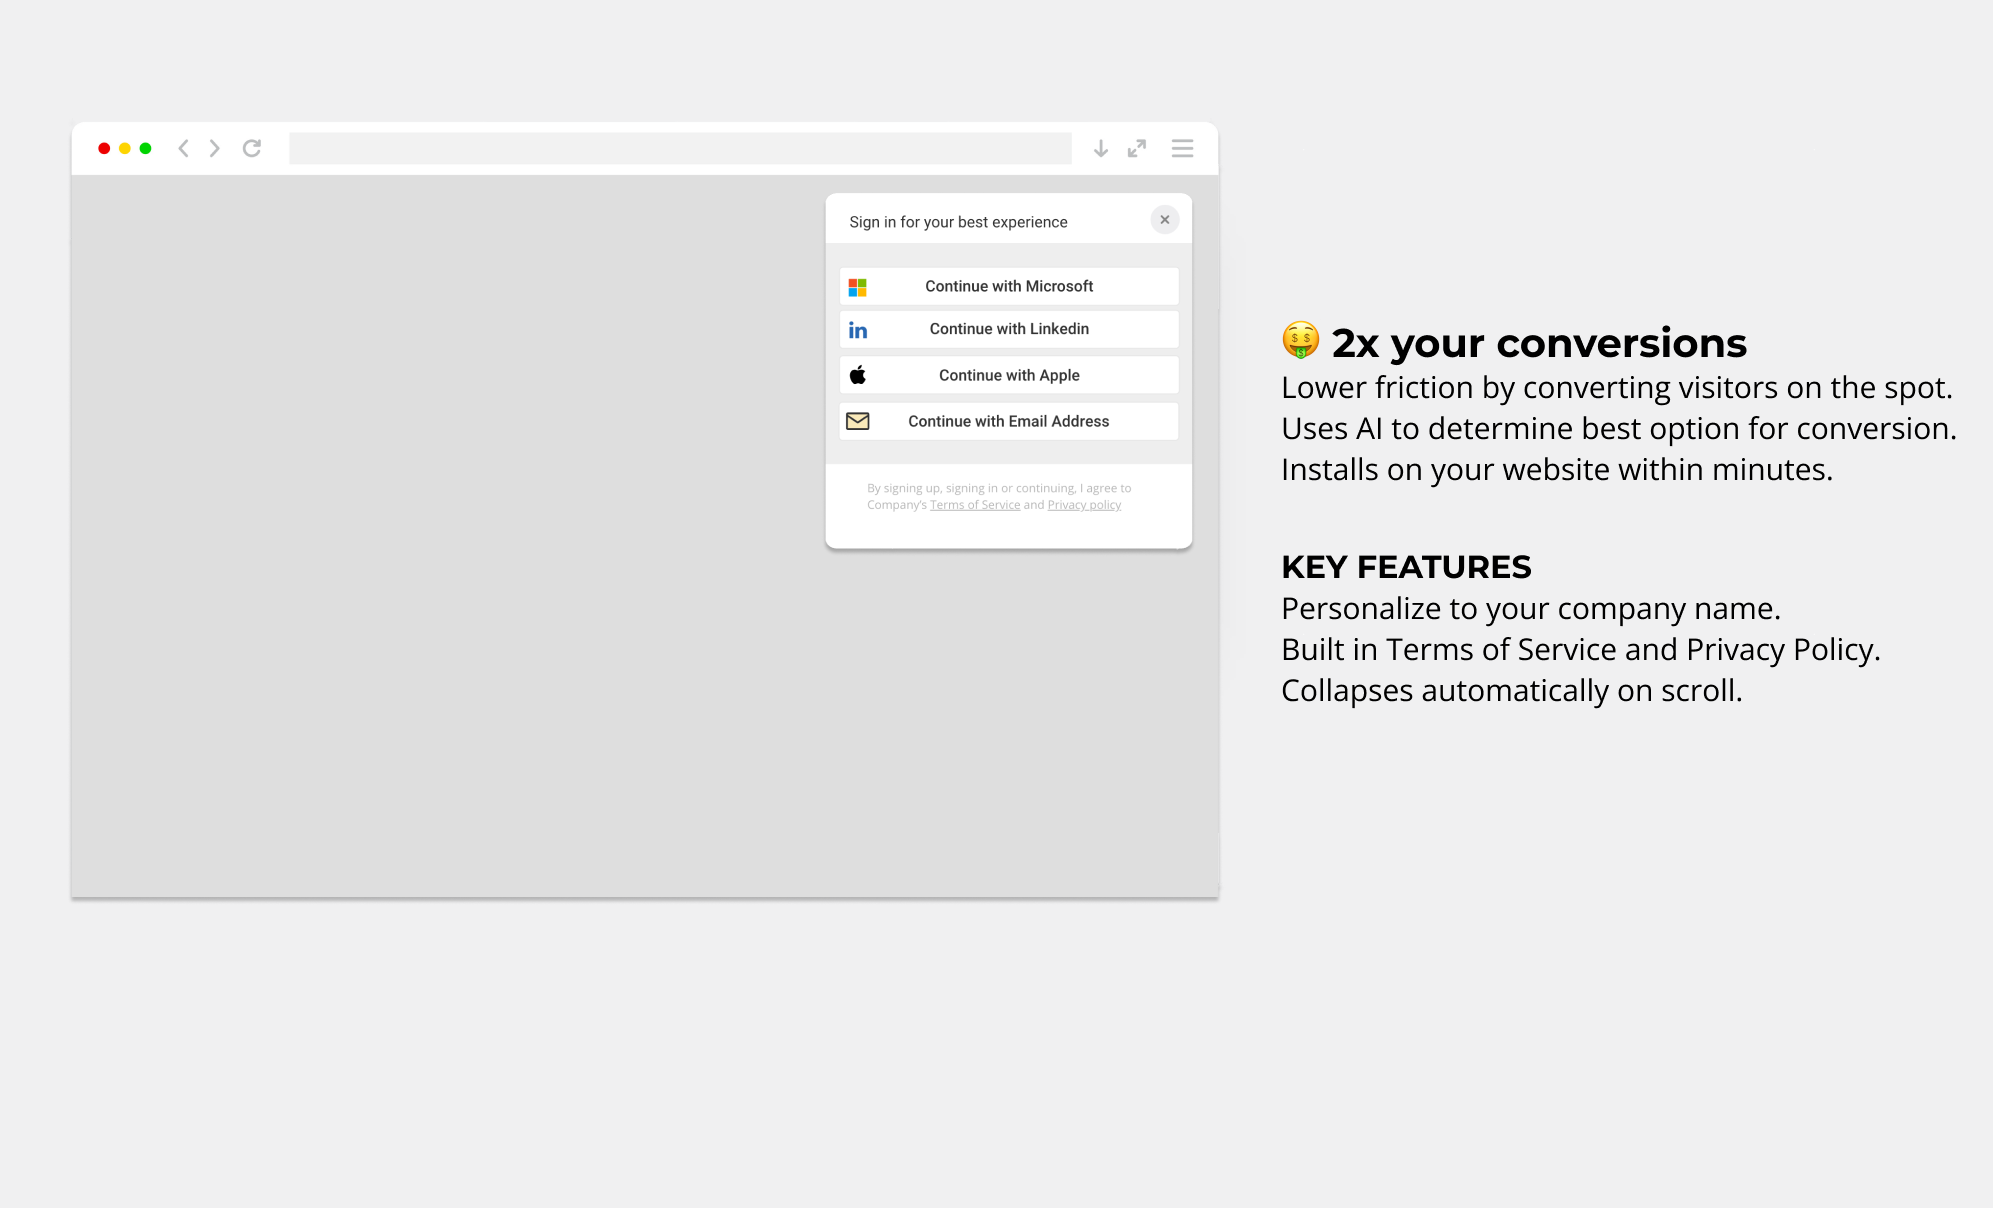 Sign in for your best experience
Continue with Microsoft
Continue with Linkedin
Continue with Apple
Continue with Email Address
By signing up, signing in or continuing, I agree to
Company's Terms of Service and Privacy policy
🤑 2x your conversions
Lower friction by converting visitors on the spot.
Uses AI to determine best option for conversion.
Installs on your website within minutes.
KEY FEATURES
Personalize to your company name.
Built in Terms of Service and Privacy Policy.
Collapses automatically on scroll.